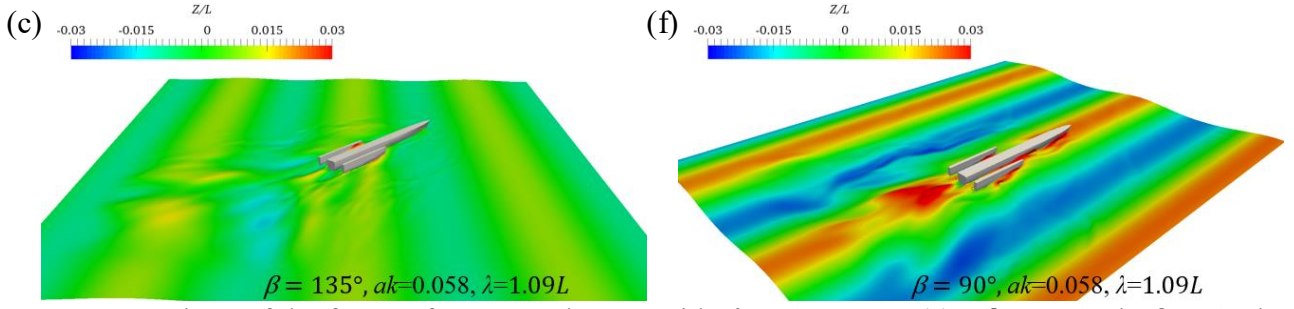 (c)
Z/L
-0.03 -0.015 0 0.015 0.03
β = 135°, ak=0.058, λ=1.09L
(f)
Z/L
-0.03 -0.015 0 0.015 0.03
β = 90°, ak=0.058, λ=1.09L